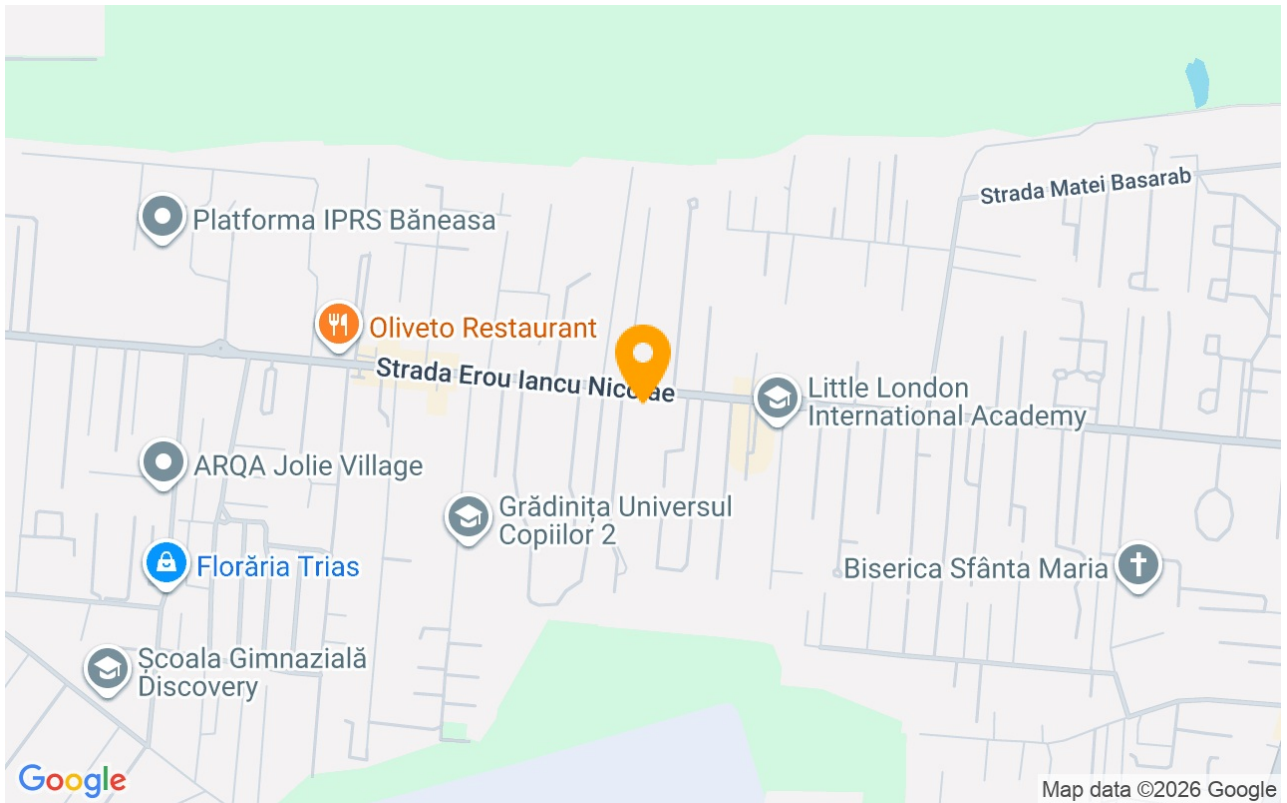 Strada Matei Basarab
Platforma IPRS Băneasa
Oliveto Restaurant
Strada Erou Iancu Nicolae
Little London
International Academy
ARQA Jolie Village
Grădinița Universul
Copiilor 2
Florăria Trias
Biserica Sfânta Maria
Școala Gimnazială
Discovery
Google
Map data ©2026 Google